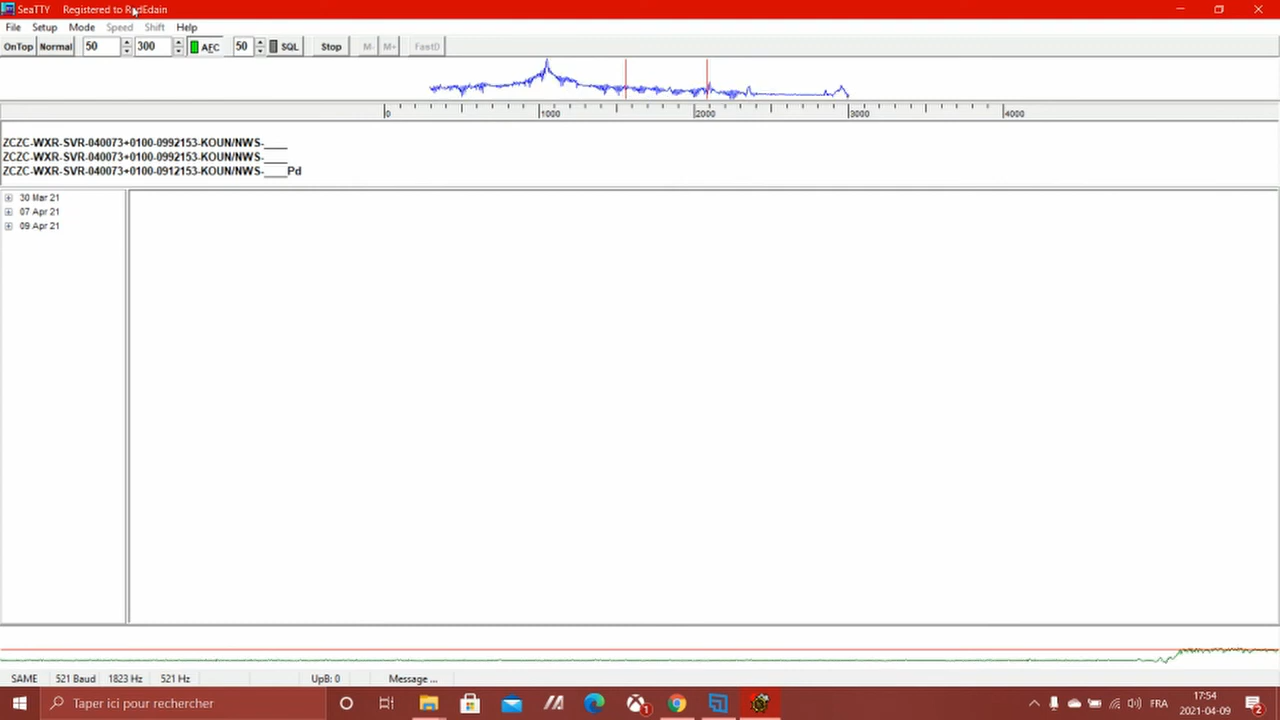 SeaTTY Registered to RedEdain
File Setup Mode Speed Shift Help
OnTop Normal 50 300 AFC 50 SQL Stop M- M+ FastD
0 1000 2000 3000 4000
ZCZC-WXR-SVR-040073+0100-0992153-KOUN/NWS-____
ZCZC-WXR-SVR-040073+0100-0992153-KOUN/NWS-____
ZCZC-WXR-SVR-040073+0100-0912153-KOUN/NWS-____Pd
30 Mar 21
07 Apr 21
09 Apr 21
SAME 521 Baud 1823 Hz 521 Hz UpB: 0 Message ...
Taper ici pour rechercher 1 FRA 17:54 2
2021-04-09